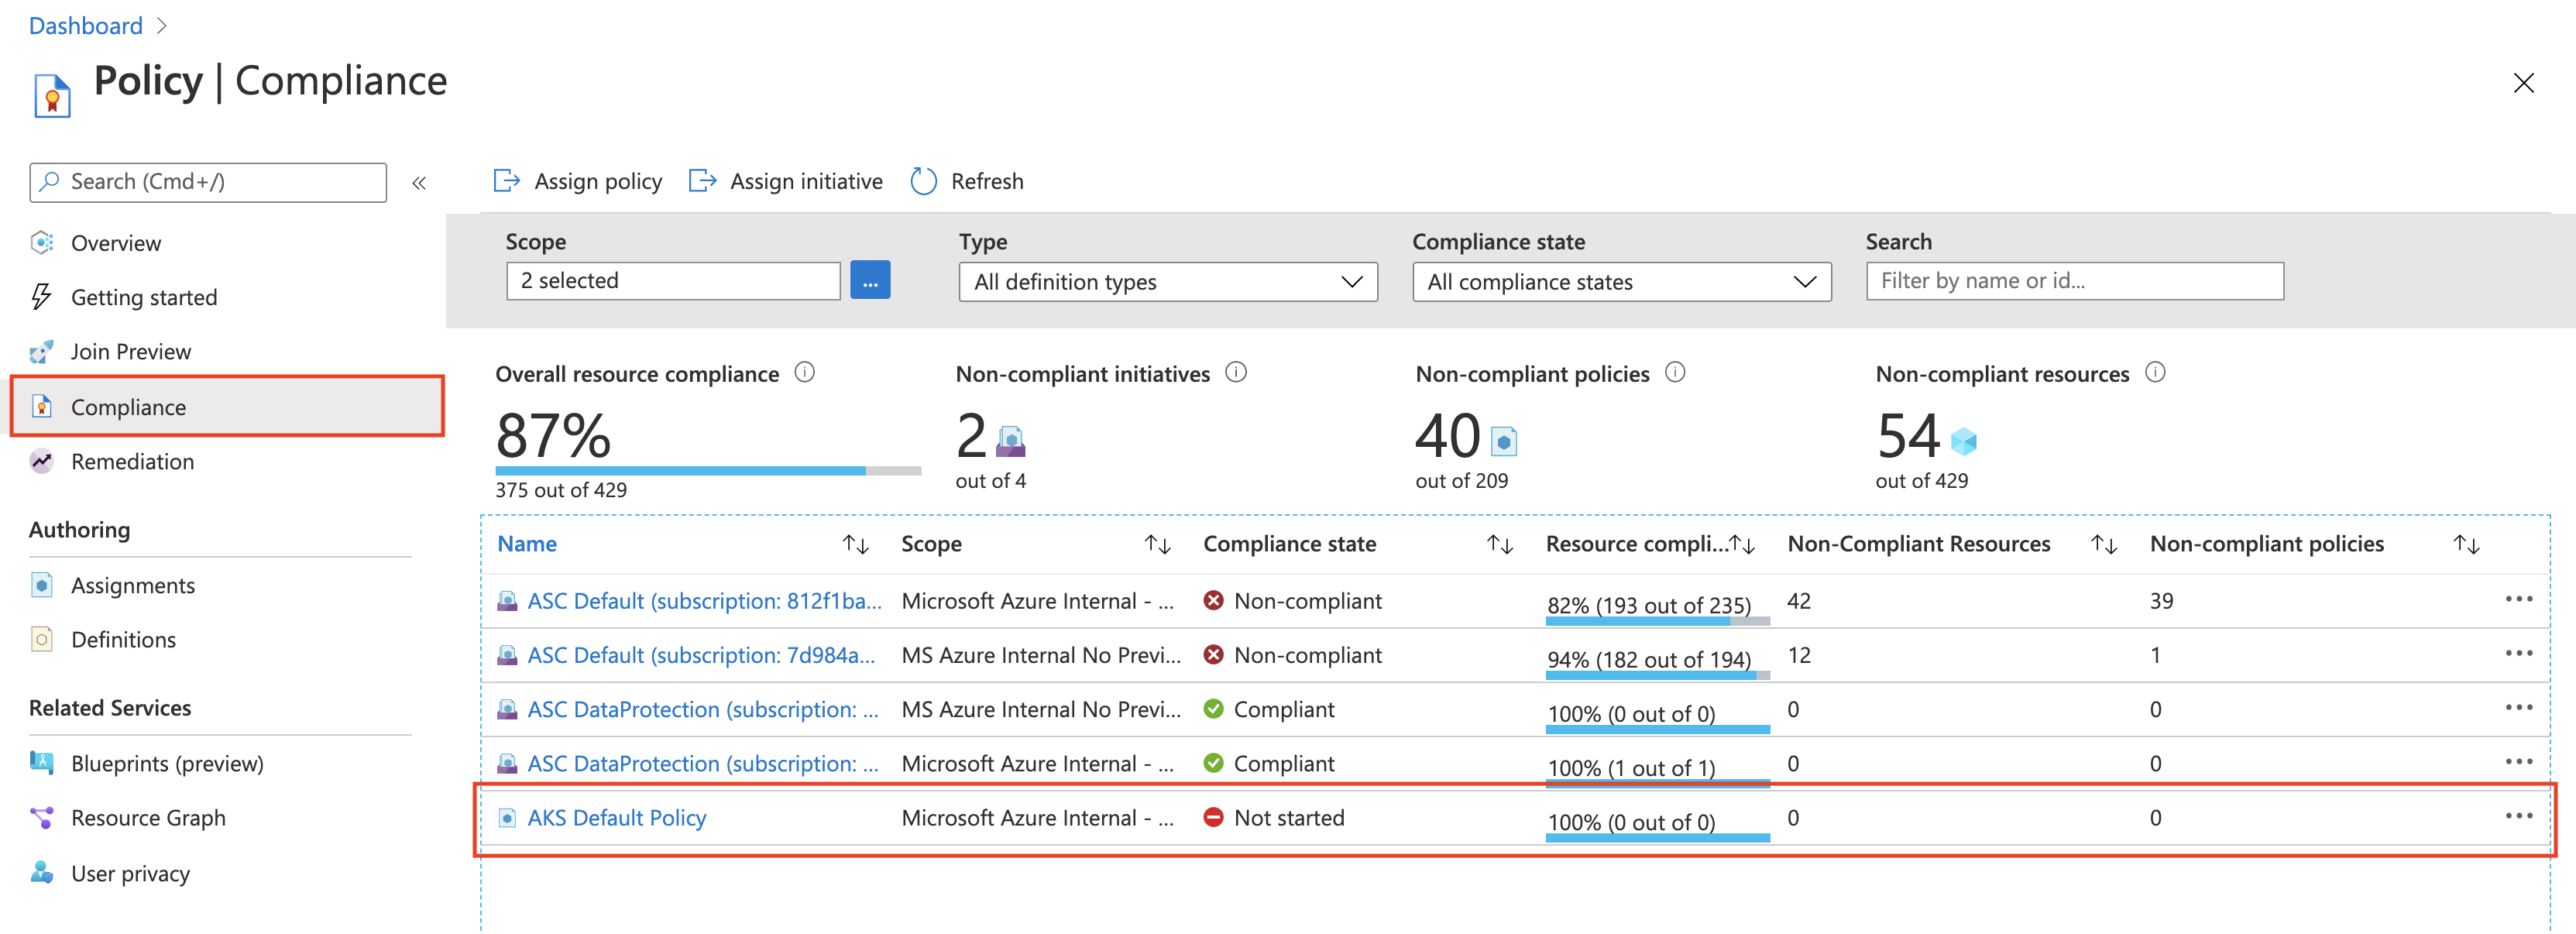 Dashboard
Policy | Compliance
Search (Cmd+/)
«
Overview
Getting started
Join Preview
Compliance
Remediation
Authoring
Assignments
Definitions
Related Services
Blueprints (preview)
Resource Graph
User privacy
Assign policy Assign initiative Refresh
Scope Type Compliance state Search
2 selected ... All definition types All compliance states Filter by name or id...
Overall resource compliance Non-compliant initiatives Non-compliant policies Non-compliant resources
87% 2 40 54
375 out of 429 out of 4 out of 209 out of 429
Name Scope Compliance state Resource compli... Non-Compliant Resources Non-compliant policies
ASC Default (subscription: 812f1ba... Microsoft Azure Internal - ... Non-compliant 82% (193 out of 235) 42 39 ...
ASC Default (subscription: 7d984a... MS Azure Internal No Previ... Non-compliant 94% (182 out of 194) 12 1 ...
ASC DataProtection (subscription: ... MS Azure Internal No Previ... Compliant 100% (0 out of 0) 0 0 ...
ASC DataProtection (subscription: ... Microsoft Azure Internal - ... Compliant 100% (1 out of 1) 0 0 ...
AKS Default Policy Microsoft Azure Internal - ... Not started 100% (0 out of 0) 0 0 ...